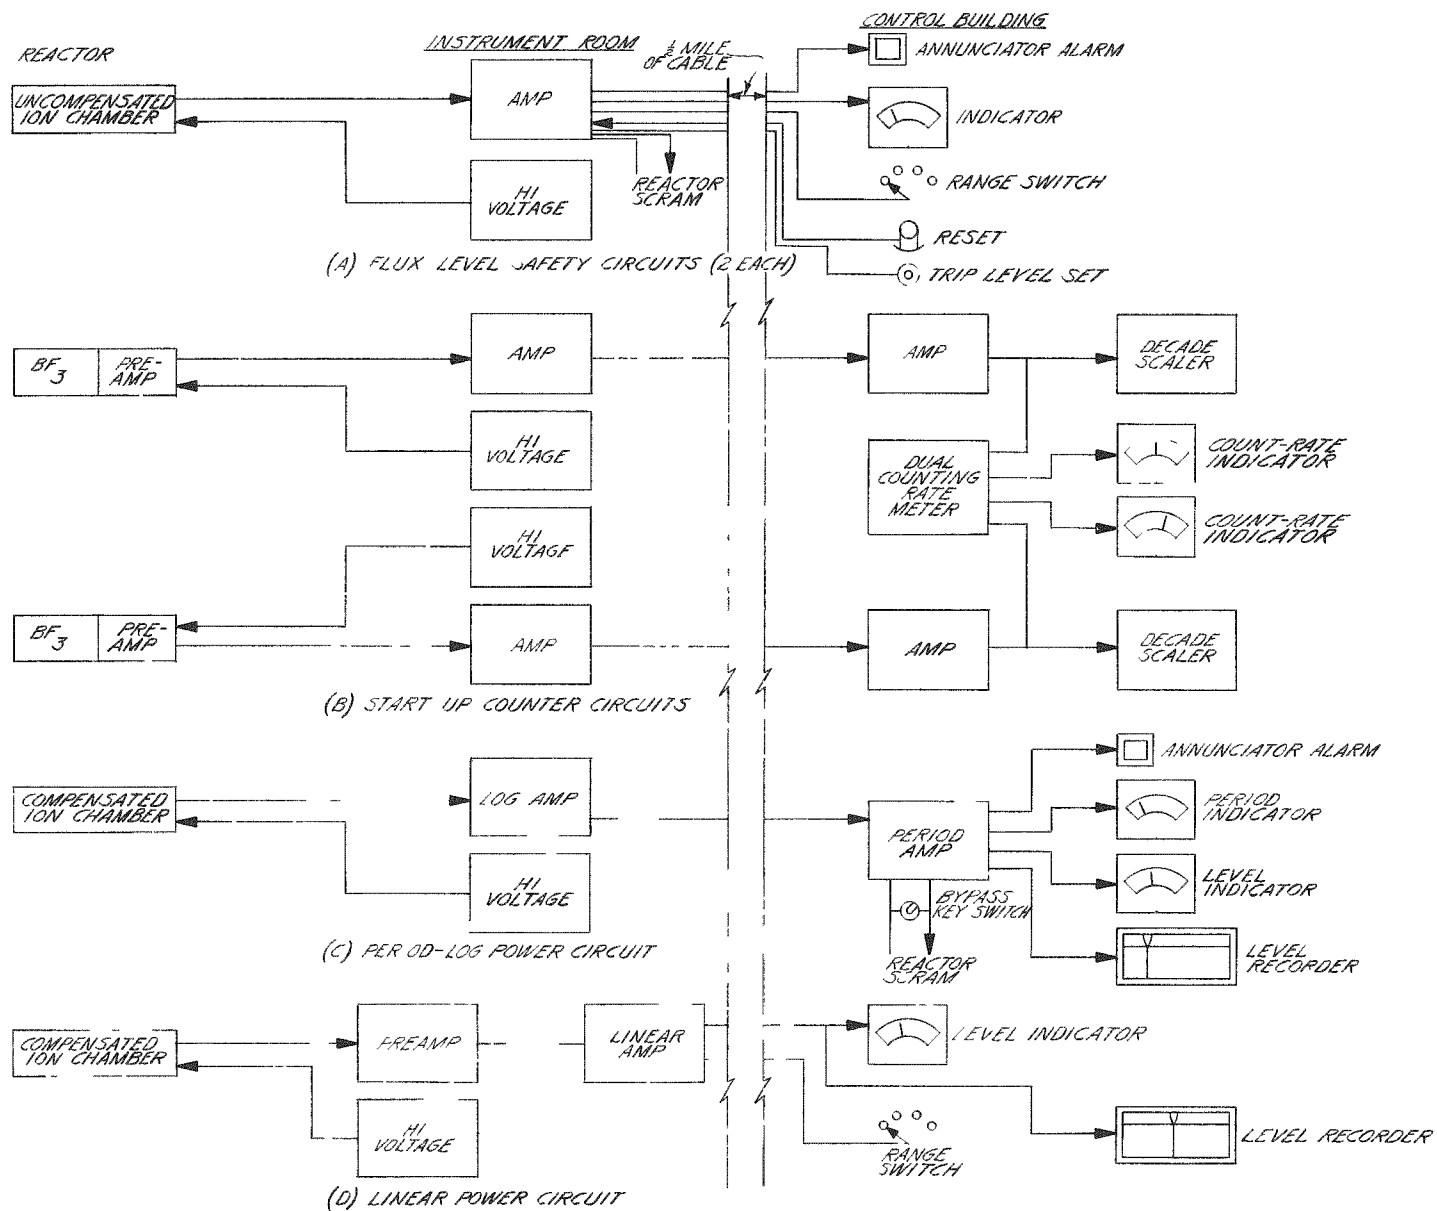 REACTOR
INSTRUMENT ROOM
CONTROL BUILDING
¼ MILE
OF CABLE
UNCOMPENSATED
ION CHAMBER
AMP
HI
VOLTAGE
REACTOR
SCRAM
ANNUNCIATOR ALARM
INDICATOR
RANGE SWITCH
RESET
TRIP LEVEL SET
(A) FLUX LEVEL SAFETY CIRCUITS (2 EACH)
BF3
PRE-
AMP
AMP
HI
VOLTAGE
AMP
DECADE
SCALER
DUAL
COUNTING
RATE
METER
COUNT-RATE
INDICATOR
COUNT-RATE
INDICATOR
HI
VOLTAGE
BF3
PRE-
AMP
AMP
AMP
DECADE
SCALER
(B) START UP COUNTER CIRCUITS
COMPENSATED
ION CHAMBER
LOG AMP
HI
VOLTAGE
PERIOD
AMP
BYPASS
KEY SWITCH
REACTOR
SCRAM
ANNUNCIATOR ALARM
PERIOD
INDICATOR
LEVEL
INDICATOR
LEVEL
RECORDER
(C) PER OD-LOG POWER CIRCUIT
COMPENSATED
ION CHAMBER
PREAMP
HI
VOLTAGE
LINEAR
AMP
LEVEL INDICATOR
RANGE
SWITCH
LEVEL RECORDER
(D) LINEAR POWER CIRCUIT